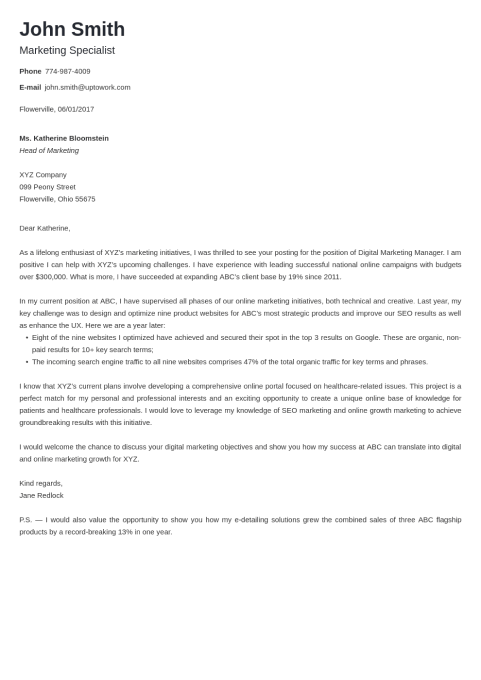 John Smith
Marketing Specialist
Phone 774-987-4009
E-mail john.smith@uptowork.com
Flowerville, 06/01/2017
Ms. Katherine Bloomstein
Head of Marketing
XYZ Company
099 Peony Street
Flowerville, Ohio 55675
Dear Katherine,
As a lifelong enthusiast of XYZ's marketing initiatives, I was thrilled to see your posting for the position of Digital Marketing Manager. I am
positive I can help with XYZ's upcoming challenges. I have experience with leading successful national online campaigns with budgets
over $300,000. What is more, I have succeeded at expanding ABC's client base by 19% since 2011.
In my current position at ABC, I have supervised all phases of our online marketing initiatives, both technical and creative. Last year, my
key challenge was to design and optimize nine product websites for ABC's most strategic products and improve our SEO results as well
as enhance the UX. Here we are a year later:
• Eight of the nine websites I optimized have achieved and secured their spot in the top 3 results on Google. These are organic, non-
paid results for 10+ key search terms;
• The incoming search engine traffic to all nine websites comprises 47% of the total organic traffic for key terms and phrases.
I know that XYZ's current plans involve developing a comprehensive online portal focused on healthcare-related issues. This project is a
perfect match for my personal and professional interests and an exciting opportunity to create a unique online base of knowledge for
patients and healthcare professionals. I would love to leverage my knowledge of SEO marketing and online growth marketing to achieve
groundbreaking results with this initiative.
I would welcome the chance to discuss your digital marketing objectives and show you how my success at ABC can translate into digital
and online marketing growth for XYZ.
Kind regards,
Jane Redlock
P.S. — I would also value the opportunity to show you how my e-detailing solutions grew the combined sales of three ABC flagship
products by a record-breaking 13% in one year.